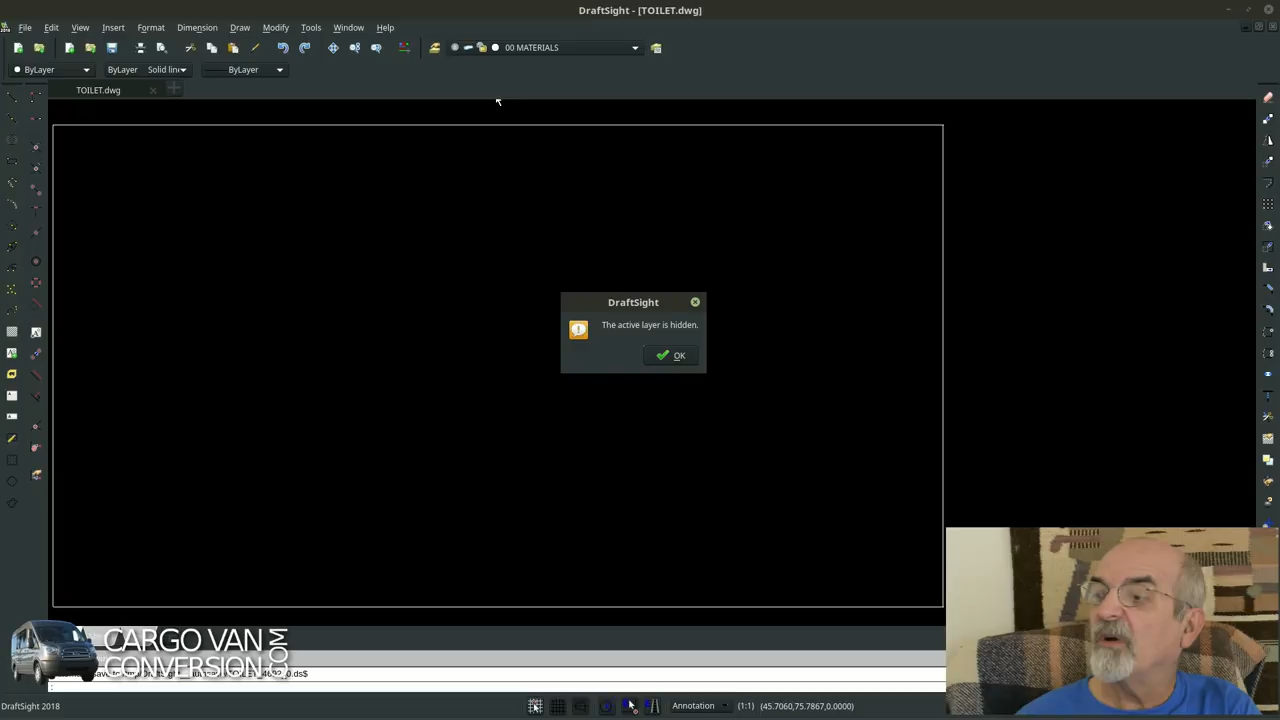 DraftSight - [TOILET.dwg]
File Edit View Insert Format Dimension Draw Modify Tools Window Help
00 MATERIALS
ByLayer ByLayer Solid line ByLayer
TOILET.dwg
DraftSight
The active layer is hidden.
OK
CARGO VAN
CONVERSION.COM
DraftSight 2018
Annotation (1:1) (45.7060,75.7867,0.0000)